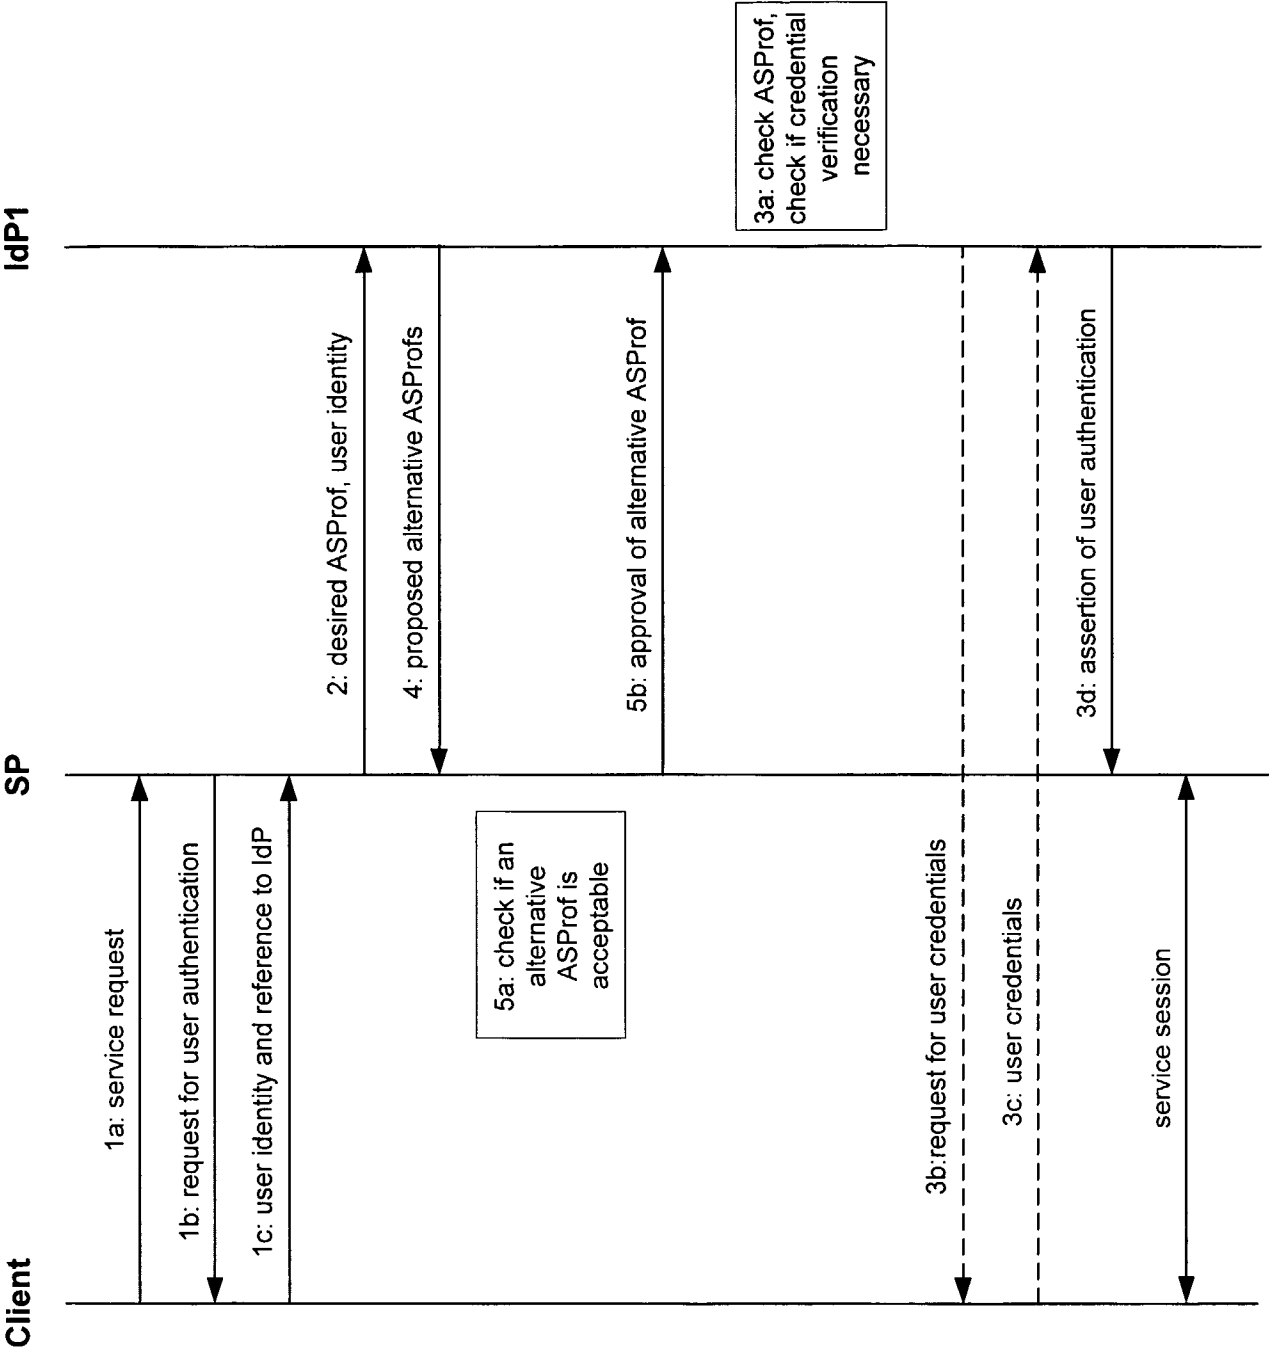 Client
SP
IdP1
1a: service request
1b: request for user authentication
1c: user identity and reference to IdP
2: desired ASProf, user identity
4: proposed alternative ASProfs
5a: check if an
alternative
ASProf is
acceptable
5b: approval of alternative ASProf
3a: check ASProf,
check if credential
verification
necessary
3b:request for user credentials
3c: user credentials
3d: assertion of user authentication
service session